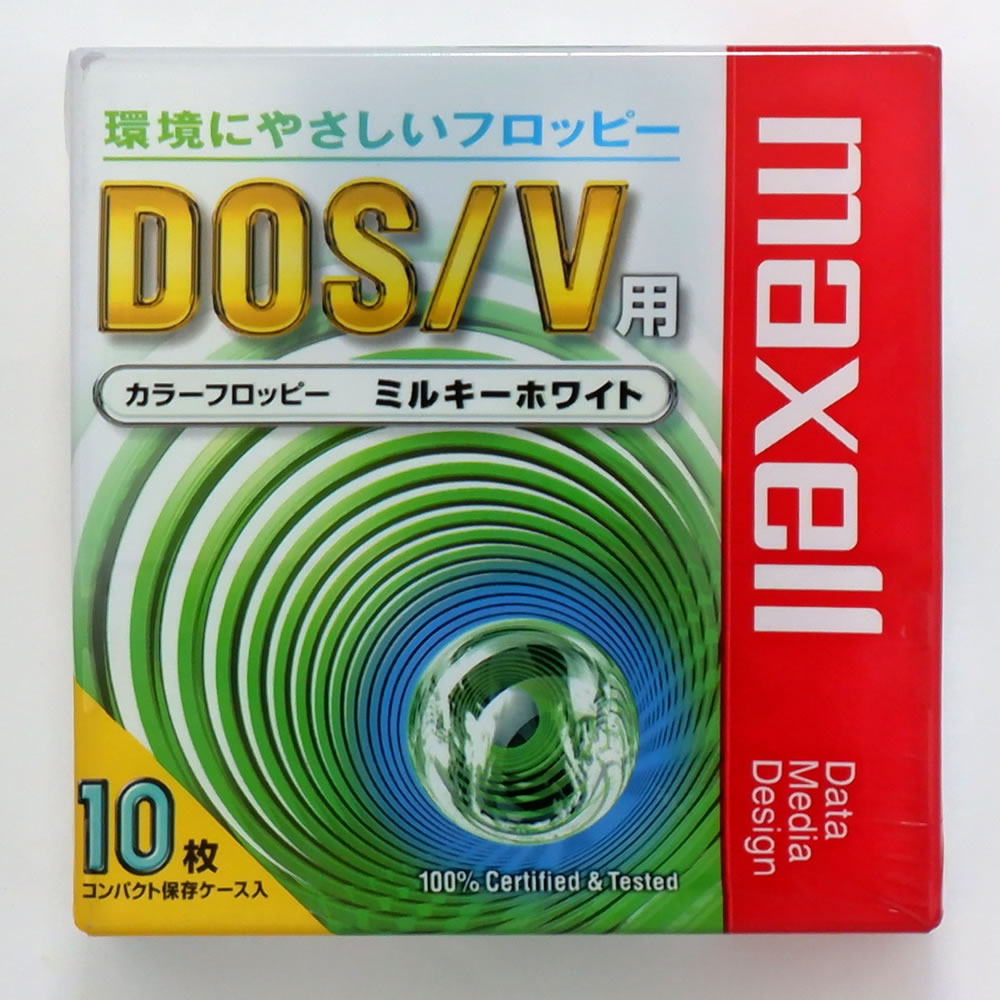 環境にやさしいフロッピー
DOS/V用
カラーフロッピー ミルキーホワイト
10枚
コンパクト保存ケース入
100% Certified & Tested
maxell
Data
Media
Design